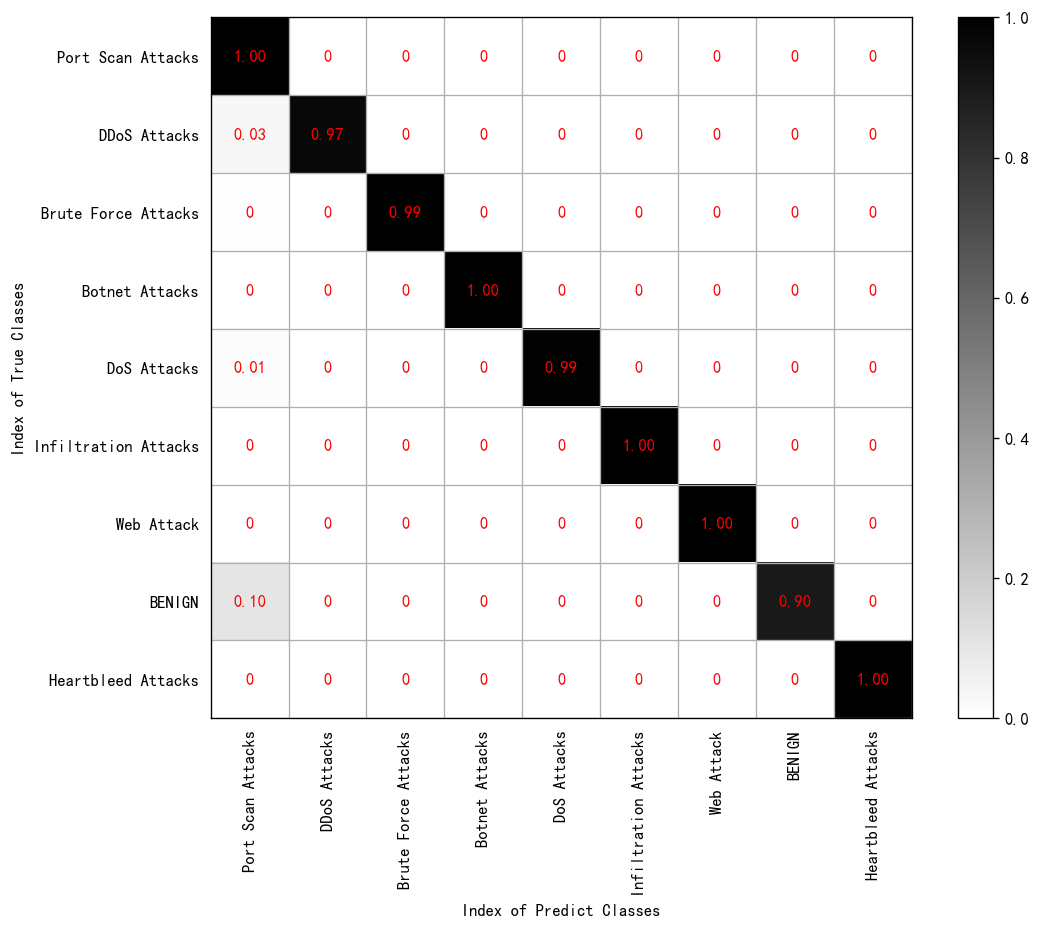 Port Scan Attacks 1.00 0 0 0 0 0 0 0 0
DDoS Attacks 0.03 0.97 0 0 0 0 0 0 0
Brute Force Attacks 0 0 0.99 0 0 0 0 0 0
Botnet Attacks 0 0 0 1.00 0 0 0 0 0
DoS Attacks 0.01 0 0 0 0.99 0 0 0 0
Infiltration Attacks 0 0 0 0 0 1.00 0 0 0
Web Attack 0 0 0 0 0 0 1.00 0 0
BENIGN 0.10 0 0 0 0 0 0 0.90 0
Heartbleed Attacks 0 0 0 0 0 0 0 0 1.00
Index of True Classes
Port Scan Attacks
DDoS Attacks
Brute Force Attacks
Botnet Attacks
DoS Attacks
Infiltration Attacks
Web Attack
BENIGN
Heartbleed Attacks
Index of Predict Classes
1.0
0.8
0.6
0.4
0.2
0.0